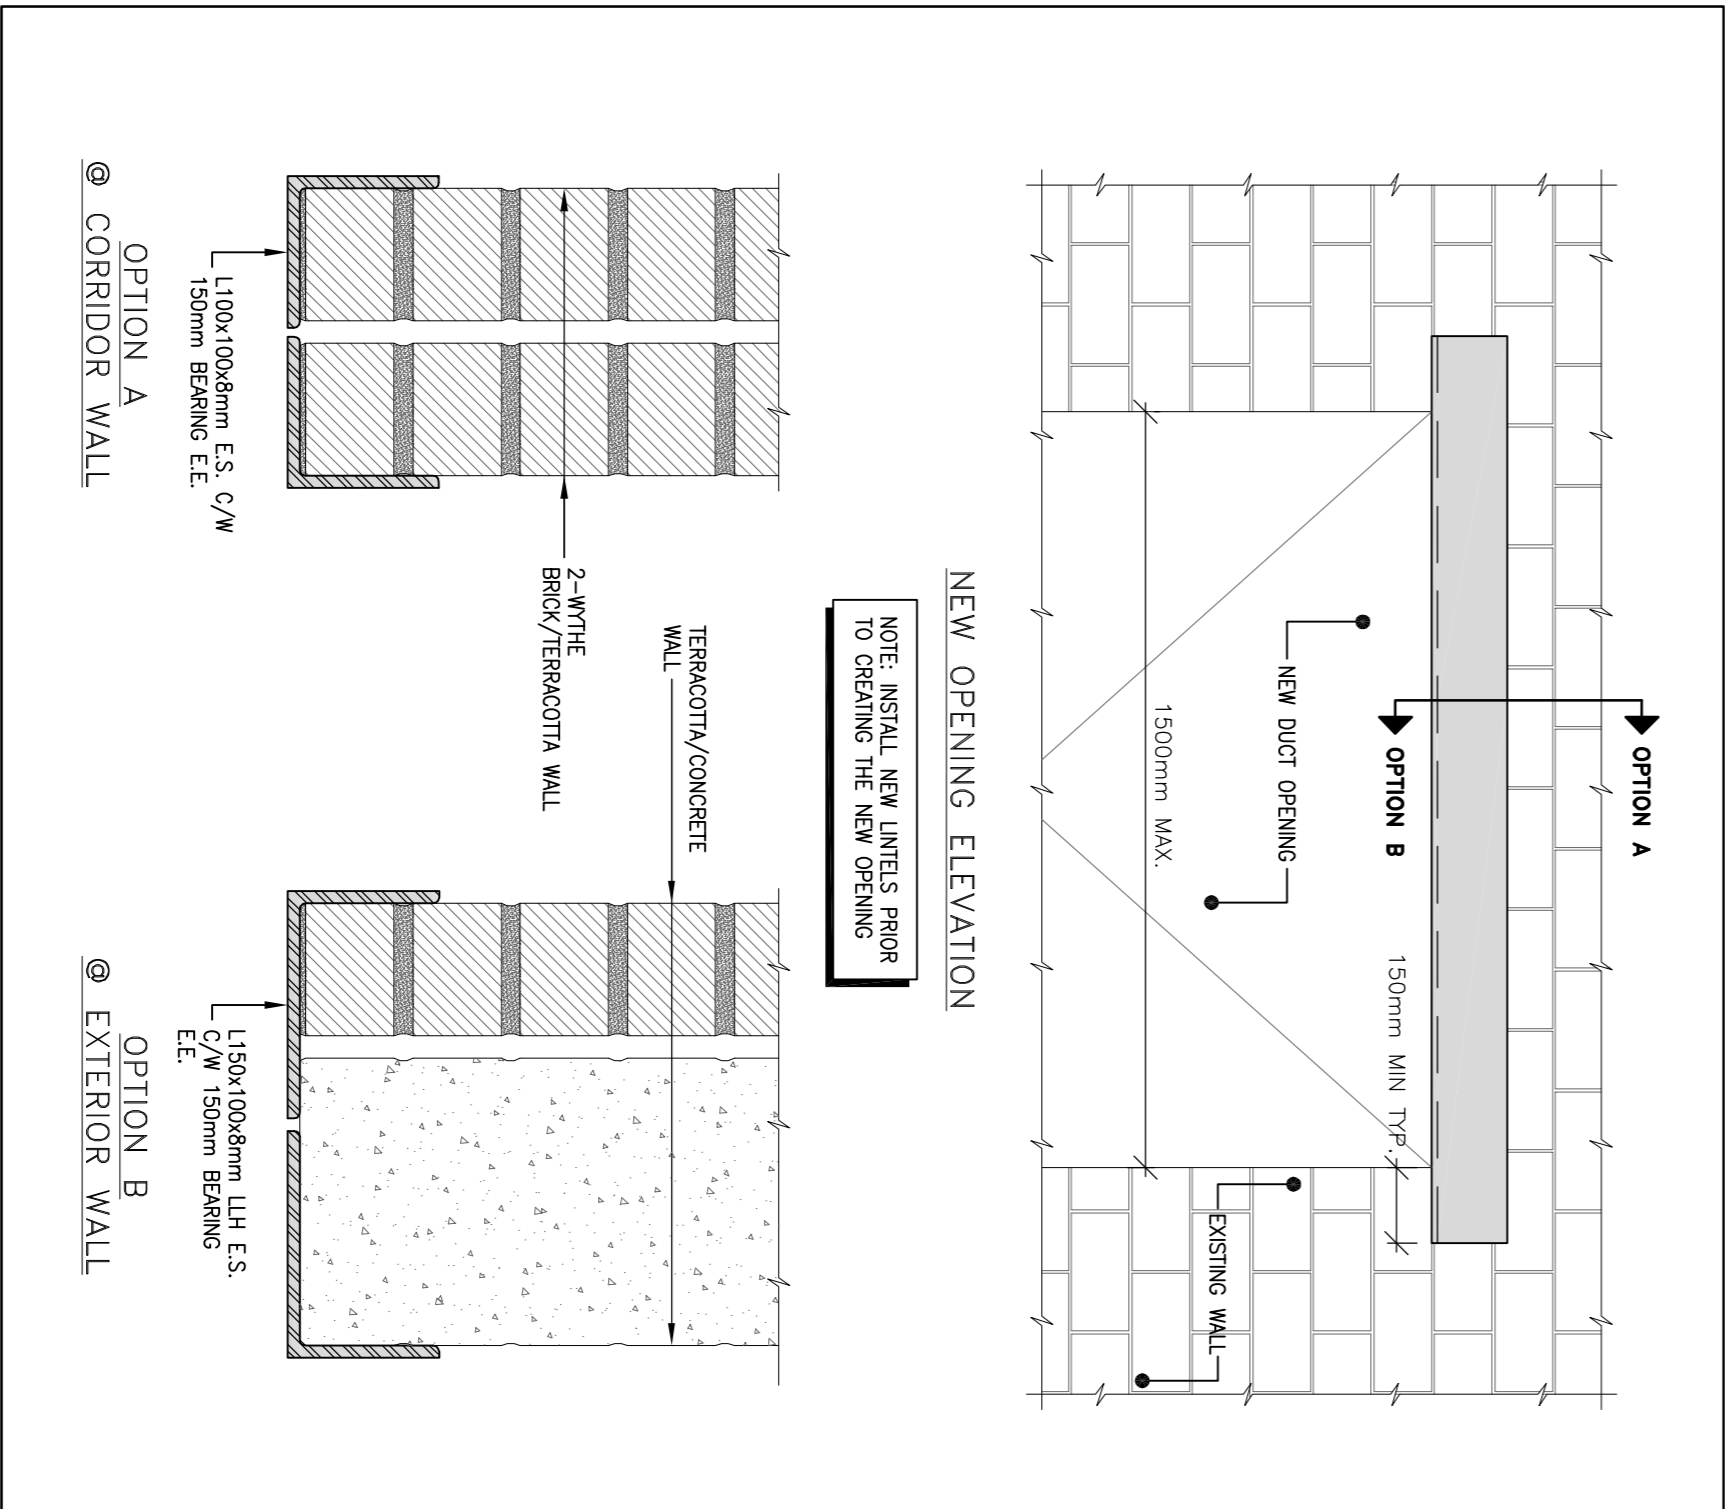 OPTION A
OPTION B
NEW DUCT OPENING
1500mm MAX.
150mm MIN TYP.
EXISTING WALL
NEW OPENING ELEVATION
NOTE: INSTALL NEW LINTELS PRIOR
TO CREATING THE NEW OPENING
2-WYTHE
BRICK/TERRACOTTA WALL
L100x100x8mm E.S. C/W
150mm BEARING E.E.
OPTION A
@ CORRIDOR WALL
TERRACOTTA/CONCRETE
WALL
L150x100x8mm LLH E.S.
C/W 150mm BEARING
E.E.
OPTION B
@ EXTERIOR WALL